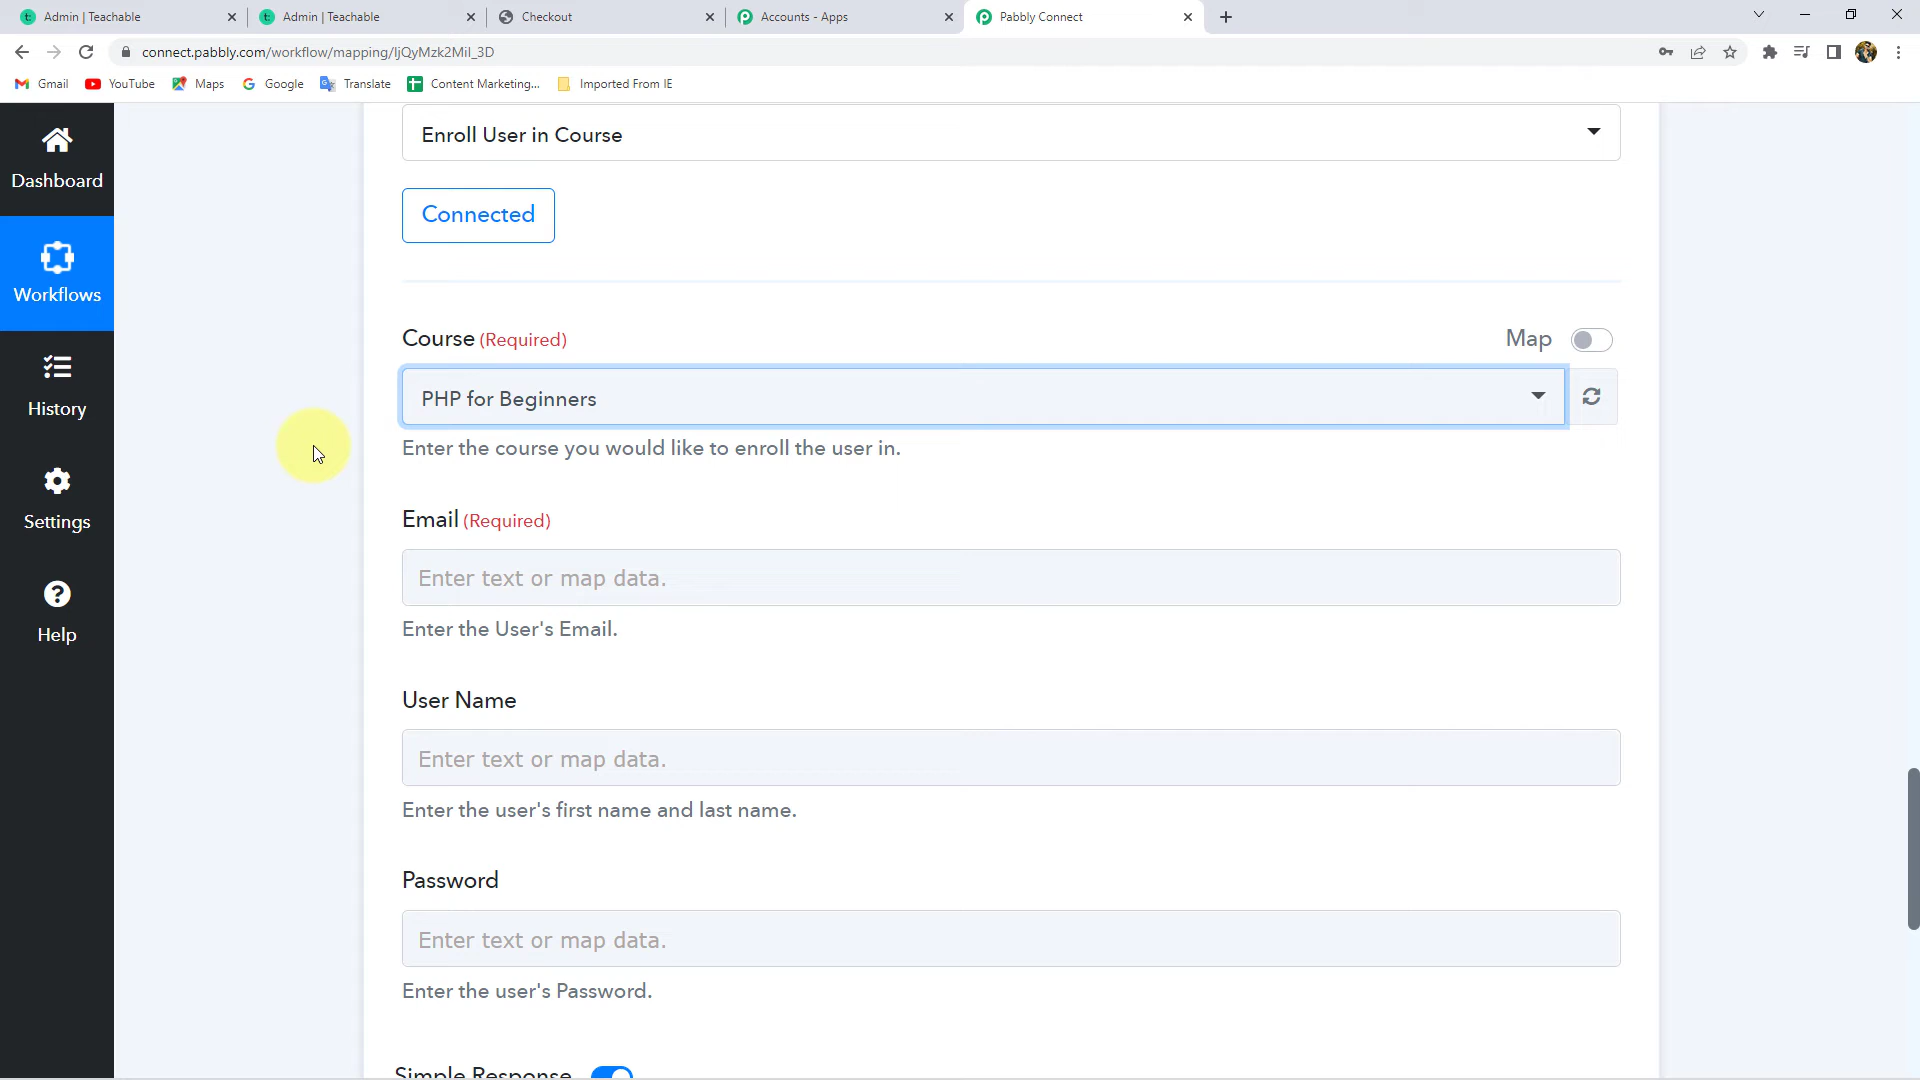 Admin | Teachable
Admin | Teachable
Checkout
Accounts - Apps
Pabbly Connect
connect.pabbly.com/workflow/mapping/IjQyMzk2MiI_3D
Gmail
YouTube
Maps
Google
Translate
Content Marketing...
Imported From IE
Dashboard
Workflows
History
Settings
Help
Enroll User in Course
Connected
Course (Required)
Map
PHP for Beginners
Enter the course you would like to enroll the user in.
Email (Required)
Enter text or map data.
Enter the User's Email.
User Name
Enter text or map data.
Enter the user's first name and last name.
Password
Enter text or map data.
Enter the user's Password.
Simple Response